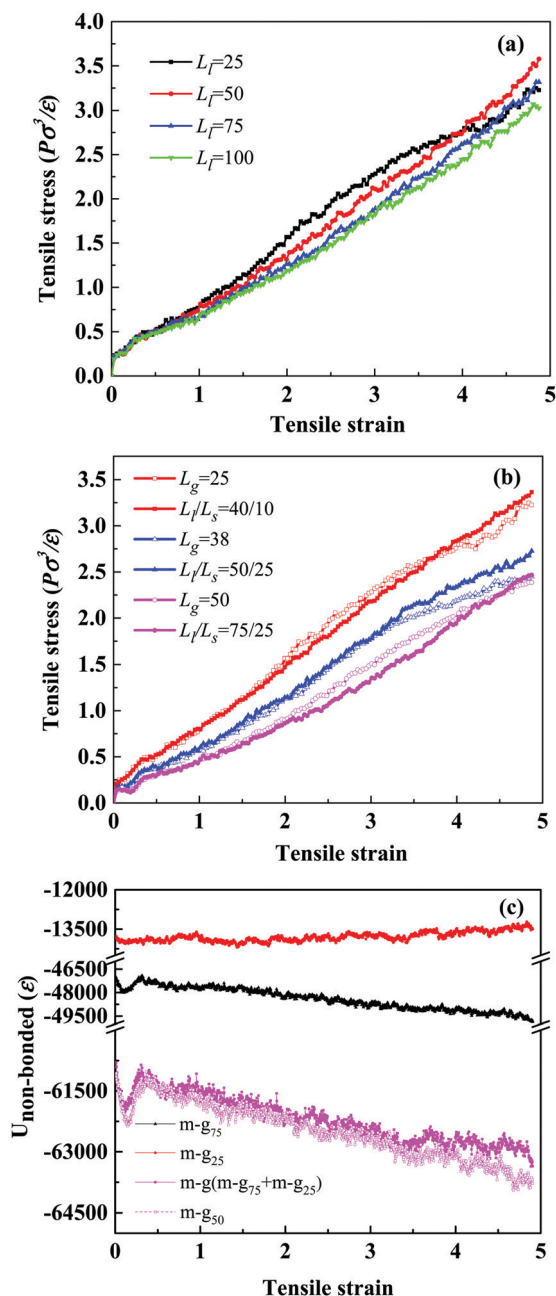 (a)
4.0
3.5
3.0
2.5
2.0
1.5
1.0
0.5
0.0
Tensile stress (Pσ³/ε)
L_l=25
L_l=50
L_l=75
L_l=100
0 1 2 3 4 5
Tensile strain
(b)
3.5
3.0
2.5
2.0
1.5
1.0
0.5
0.0
Tensile stress (Pσ³/ε)
L_g=25
L_l/L_s=40/10
L_g=38
L_l/L_s=50/25
L_g=50
L_l/L_s=75/25
0 1 2 3 4 5
Tensile strain
(c)
-12000
-13500
-46500
-48000
-49500
-61500
-63000
-64500
U_non-bonded (ε)
m-g_75
m-g_25
m-g(m-g_75+m-g_25)
m-g_50
0 1 2 3 4 5
Tensile strain